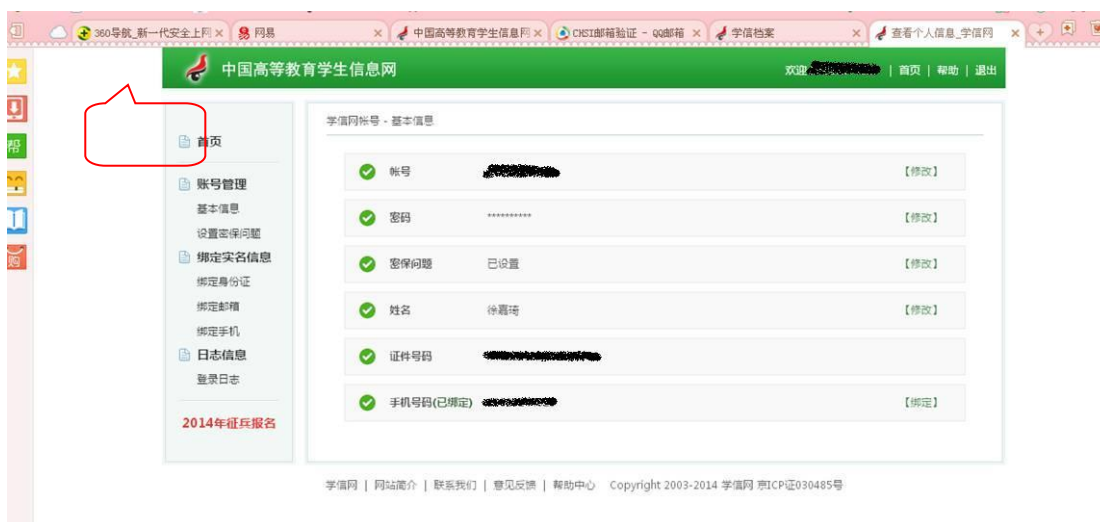 360导航_新一代安全上网 网易 中国高等教育学生信息网 CHSI邮箱验证 - QQ邮箱 学信档案 查看个人信息_学信网
中国高等教育学生信息网 欢迎 | 首页 | 帮助 | 退出
学信网帐号 - 基本信息
首页
账号管理
基本信息
设置密保问题
绑定实名信息
绑定身份证
绑定邮箱
绑定手机
日志信息
登录日志
2014年征兵报名
帐号 【修改】
密码 ********** 【修改】
密保问题 已设置 【修改】
姓名 徐嘉琦 【修改】
证件号码
手机号码(已绑定) 【绑定】
帮
购
学信网 | 网站简介 | 联系我们 | 意见反馈 | 帮助中心 Copyright 2003-2014 学信网 京ICP证030485号